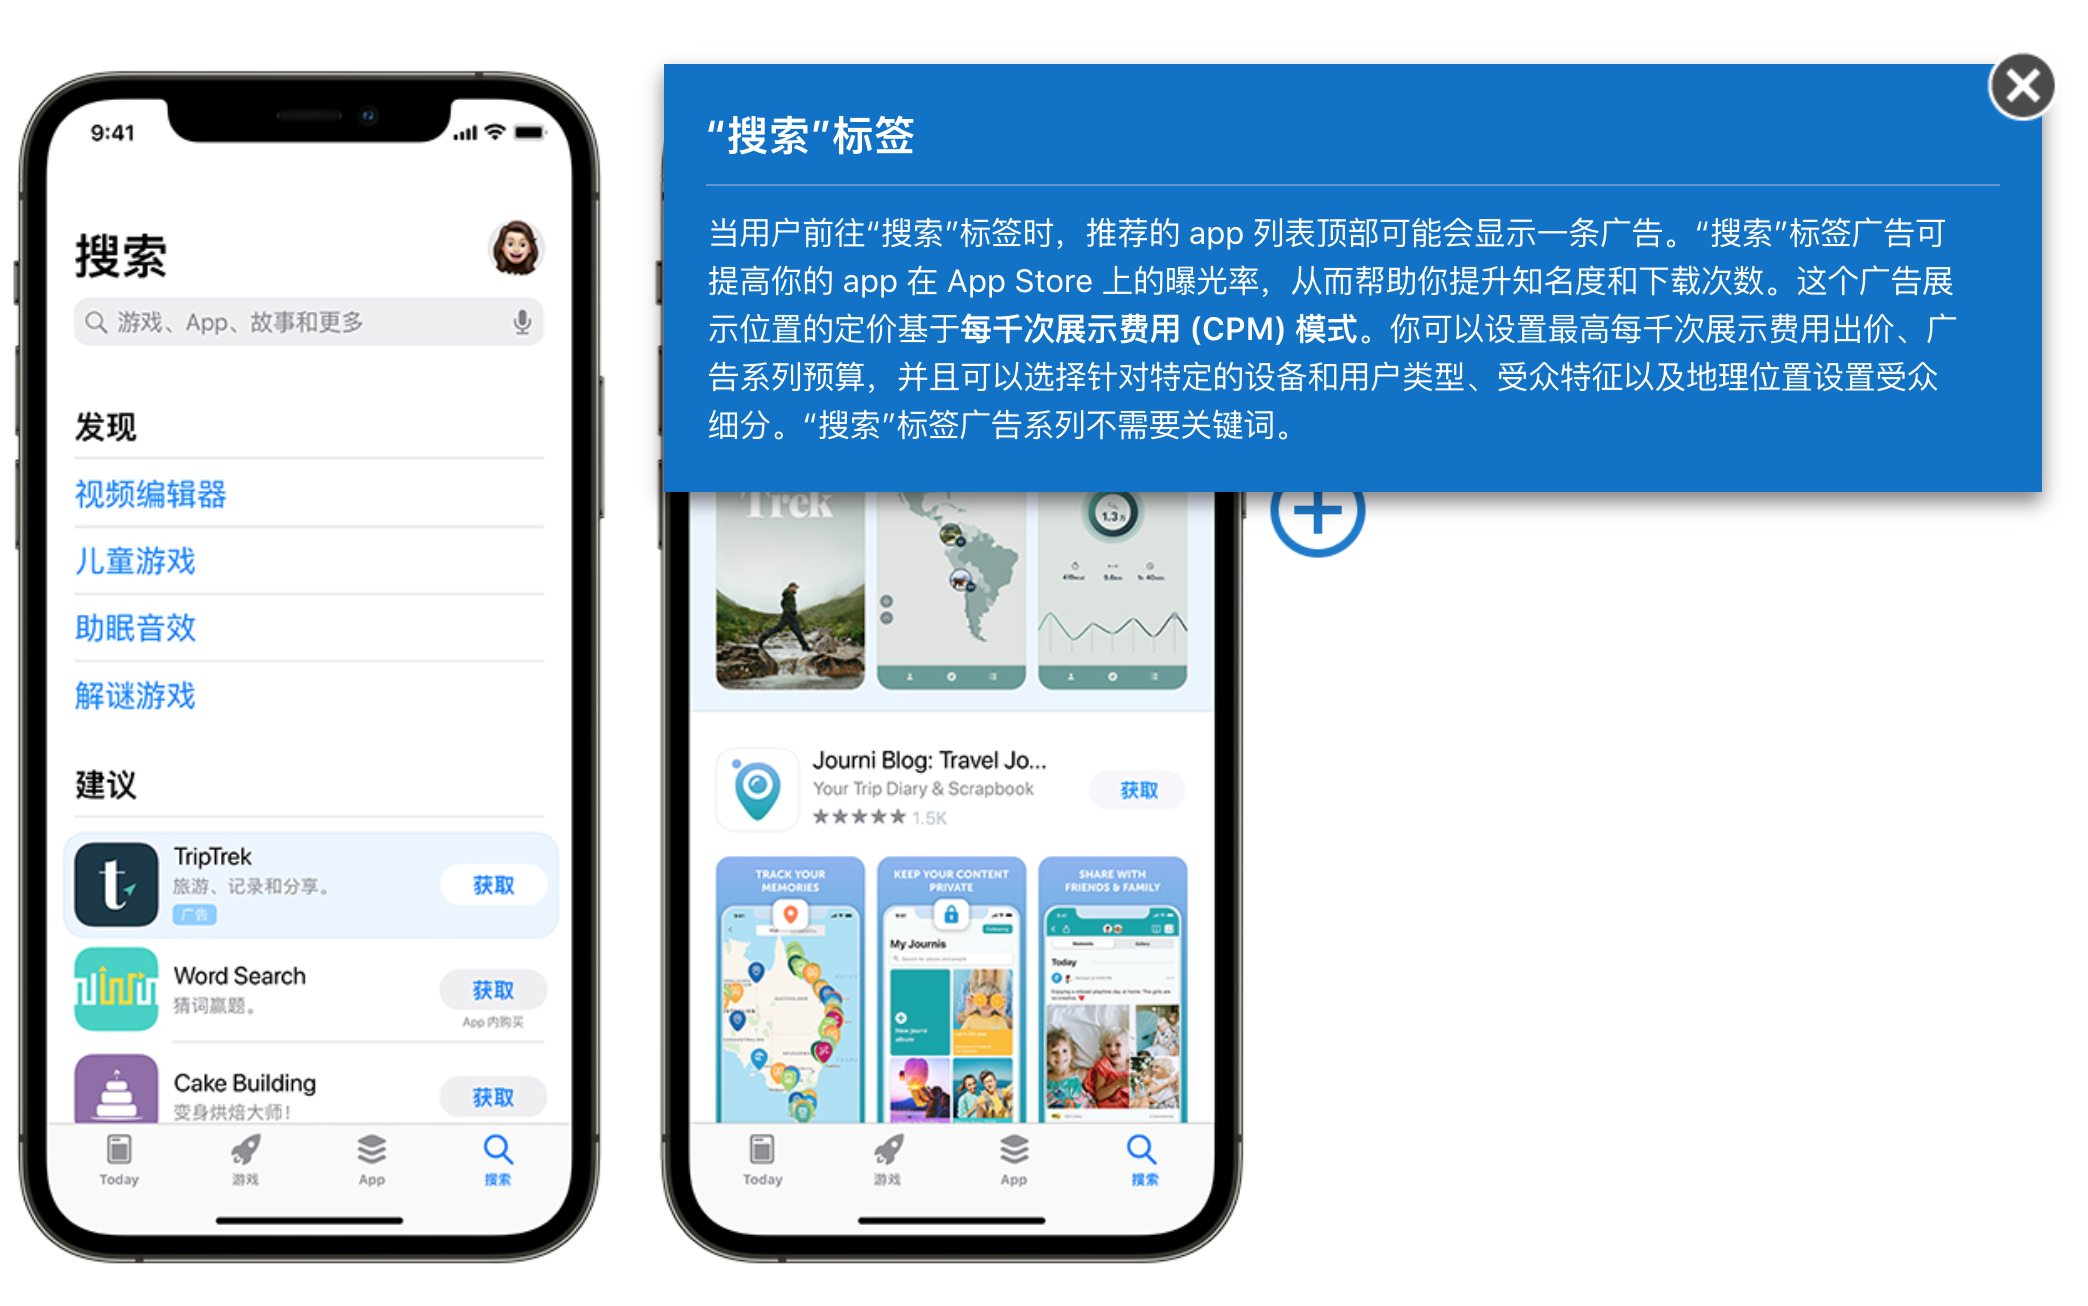 9:41
搜索
游戏、App、故事和更多
发现
视频编辑器
儿童游戏
助眠音效
解谜游戏
建议
TripTrek
旅游、记录和分享。
广告
获取
Word Search
猜词赢题。
获取
App 内购买
Cake Building
变身烘焙大师！
获取
Today
游戏
App
搜索
“搜索”标签
当用户前往“搜索”标签时，推荐的 app 列表顶部可能会显示一条广告。“搜索”标签广告可
提高你的 app 在 App Store 上的曝光率，从而帮助你提升知名度和下载次数。这个广告展
示位置的定价基于每千次展示费用 (CPM) 模式。你可以设置最高每千次展示费用出价、广
告系列预算，并且可以选择针对特定的设备和用户类型、受众特征以及地理位置设置受众
细分。“搜索”标签广告系列不需要关键词。
Trek
Journi Blog: Travel Jo...
Your Trip Diary & Scrapbook
1.5K
获取
TRACK YOUR
MEMORIES
KEEP YOUR CONTENT
PRIVATE
My Journis
Search for places and people
New journi
album
SHARE WITH
FRIENDS & FAMILY
Today
Today
游戏
App
搜索